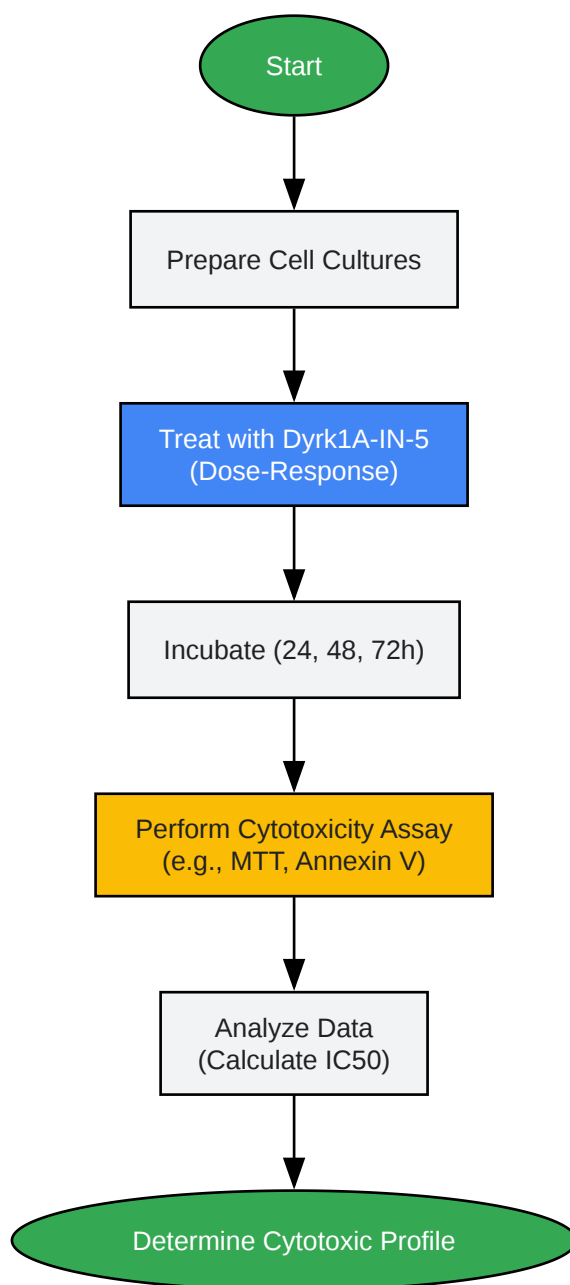 Start
Prepare Cell Cultures
Treat with Dyrk1A-IN-5
(Dose-Response)
Incubate (24, 48, 72h)
Perform Cytotoxicity Assay
(e.g., MTT, Annexin V)
Analyze Data
(Calculate IC50)
Determine Cytotoxic Profile